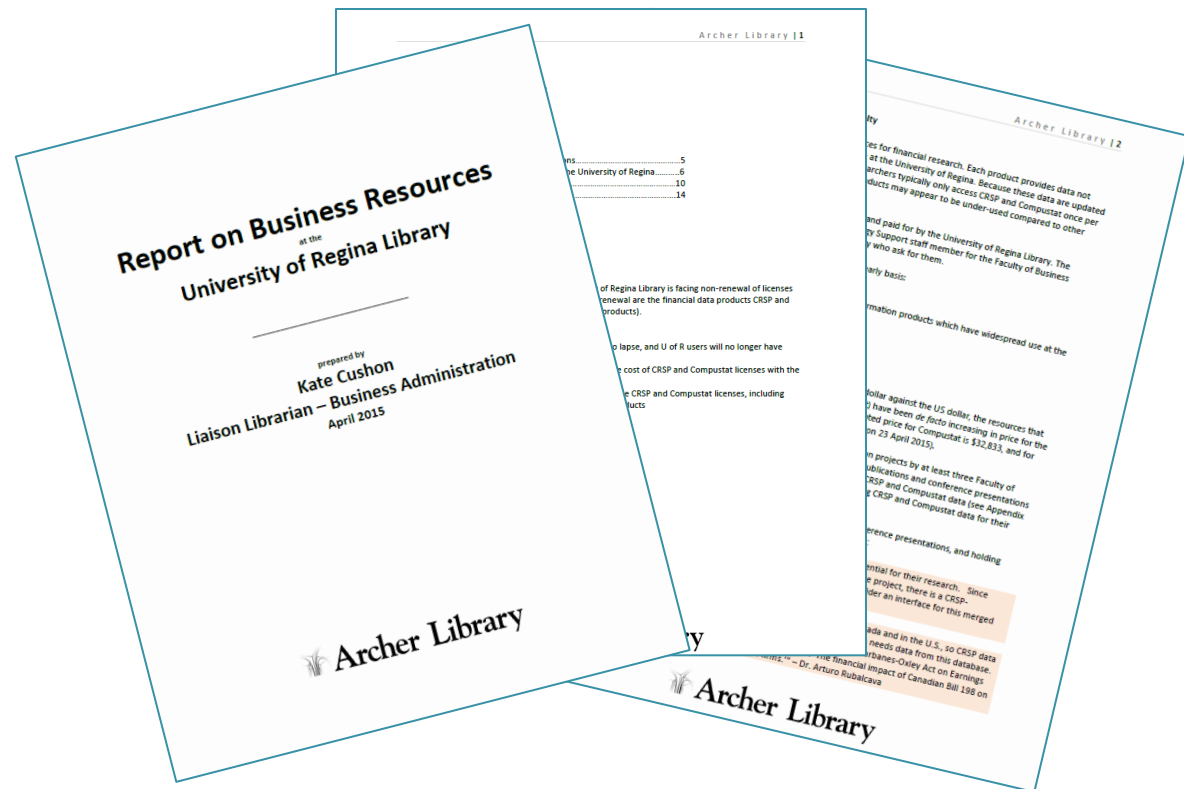 Report on Business Resources
at the
University of Regina Library
prepared by
Kate Cushon
Liaison Librarian – Business Administration
April 2015
Archer Library
Archer Library | 1
ons.....5
he University of Regina..........6
.....10
.....14
of Regina Library is facing non-renewal of licenses
renewal are the financial data products CRSP and
products).
o lapse, and U of R users will no longer have
e cost of CRSP and Compustat licenses with the
e CRSP and Compustat licenses, including
ducts
ry
Archer Library | 2
lty
ces for financial research. Each product provides data not
at the University of Regina. Because these data are updated
archers typically only access CRSP and Compustat once per
ducts may appear to be under-used compared to other
and paid for by the University of Regina Library. The
gy Support staff member for the Faculty of Business
y who ask for them.
early basis:
rmation products which have widespread use at the
dollar against the US dollar, the resources that
) have been de facto increasing in price for the
ted price for Compustat is $32,833, and for
on 23 April 2015).
n projects by at least three Faculty of
ublications and conference presentations
CRSP and Compustat data (see Appendix
g CRSP and Compustat data for their
erence presentations, and holding
:
ential for their research. Since
e project, there is a CRSP-
der an interface for this merged
ada and in the U.S., so CRSP data
needs data from this database.
arbanes-Oxley Act on Earnings
The financial impact of Canadian Bill 198 on
irms.'" – Dr. Arturo Rubalcava
Archer Library